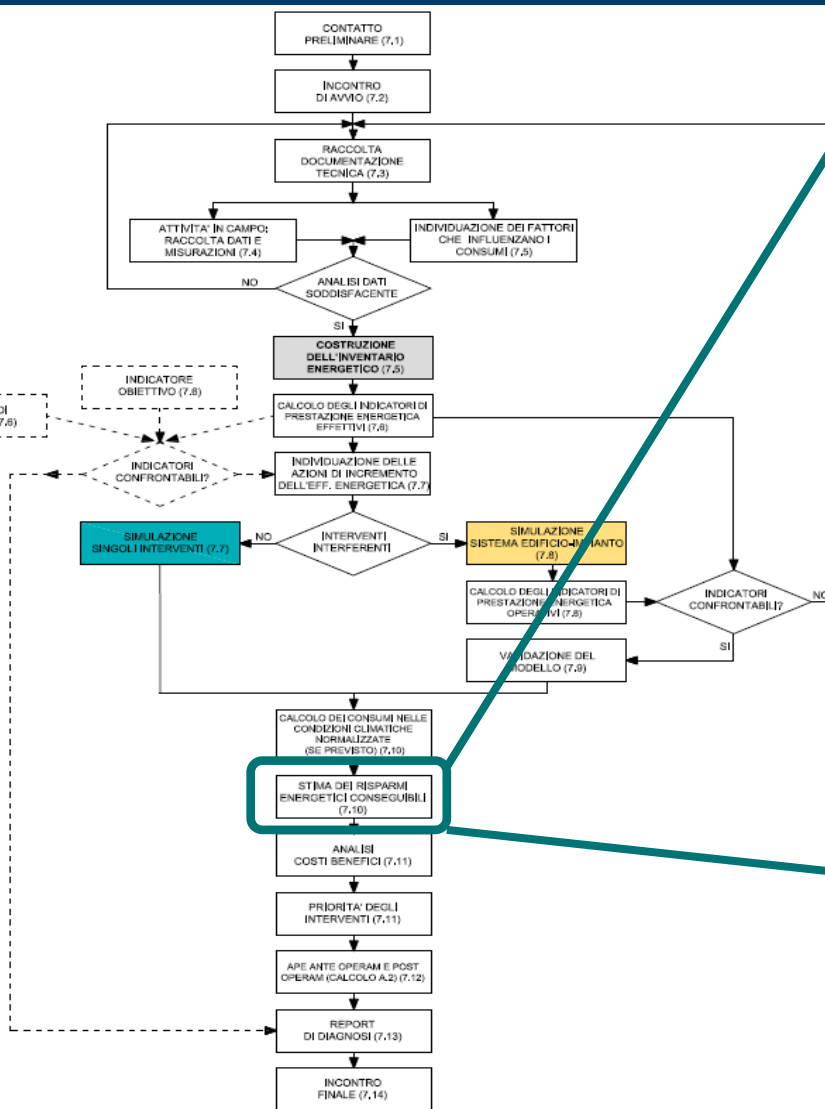 CONTATTO
PRELIMINARE (7.1)
INCONTRO
DI AVVIO (7.2)
RACCOLTA
DOCUMENTAZIONE
TECNICA (7.3)
ATTIVITA' IN CAMPO:
RACCOLTA DATI E
MISURAZIONI (7.4)
INDIVIDUAZIONE DEI FATTORI
CHE INFLUENZANO I
CONSUMI (7.5)
NO
ANALISI DATI
SODDISFACENTE
SI
COSTRUZIONE
DELL'INVENTARIO
ENERGETICO (7.5)
INDICATORE
OBIETTIVO (7.6)
DI
7.6)
CALCOLO DEGLI INDICATORI DI
PRESTAZIONE ENERGETICA
EFFETTIVI (7.6)
INDICATORI
CONFRONTABILI?
INDIVIDUAZIONE DELLE
AZIONI DI INCREMENTO
DELL'EFF. ENERGETICA (7.7)
SIMULAZIONE
SINGOLI INTERVENTI (7.7)
NO
INTERVENTI
INTERFERENTI
SI
SIMULAZIONE
SISTEMA EDIFICIO-IMPIANTO
(7.8)
CALCOLO DEGLI INDICATORI DI
PRESTAZIONE ENERGETICA
OPERATIVI (7.8)
INDICATORI
CONFRONTABILI?
NO
SI
VALIDAZIONE DEL
MODELLO (7.9)
CALCOLO DEI CONSUMI NELLE
CONDIZIONI CLIMATICHE
NORMALIZZATE
(SE PREVISTO) (7.10)
STIMA DEI RISPARMI
ENERGETICI CONSEGUIBILI
(7.10)
ANALISI
COSTI BENEFICI (7.11)
PRIORITA' DEGLI
INTERVENTI (7.11)
APE ANTE OPERAM E POST
OPERAM (CALCOLO A.2) (7.12)
REPORT
DI DIAGNOSI (7.13)
INCONTRO
FINALE (7.14)